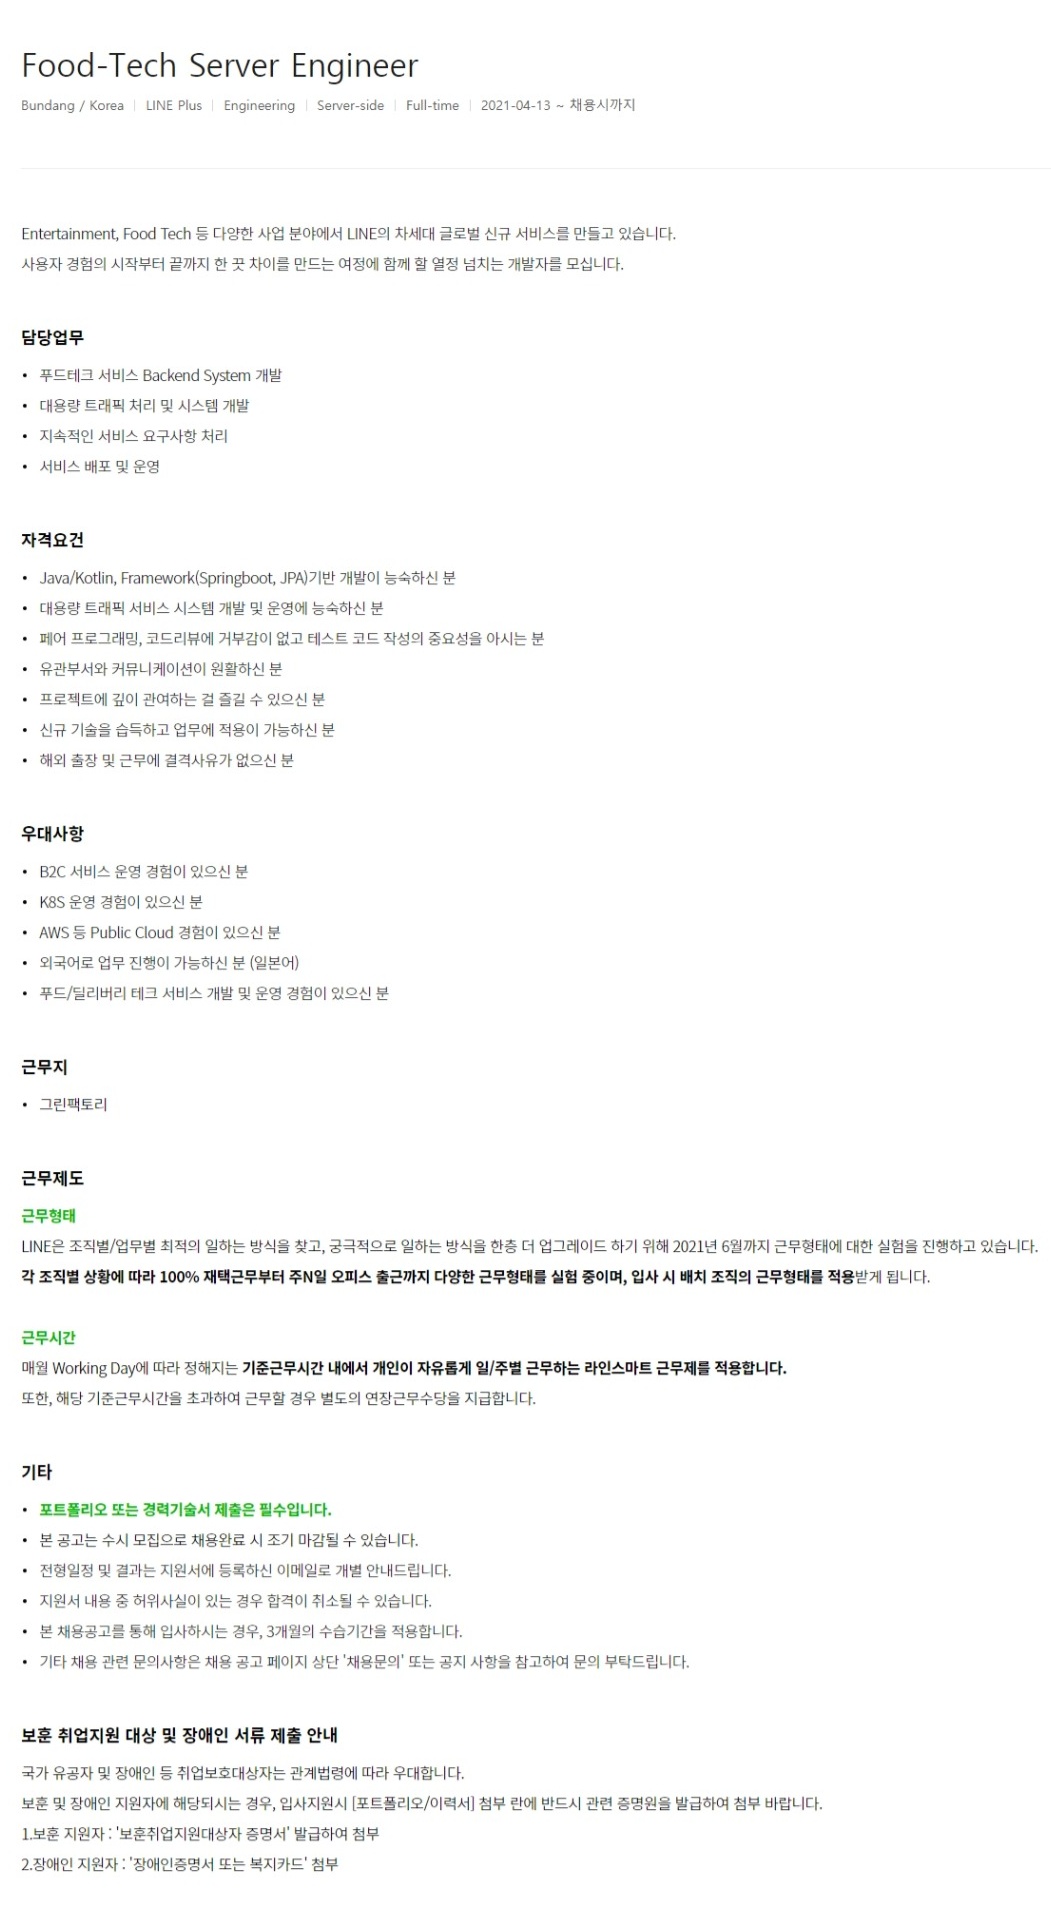 Food-Tech Server Engineer
Bundang / Korea | LINE Plus | Engineering | Server-side | Full-time | 2021-04-13 ~ 채용시까지
Entertainment, Food Tech 등 다양한 사업 분야에서 LINE의 차세대 글로벌 신규 서비스를 만들고 있습니다.
사용자 경험의 시작부터 끝까지 한 끗 차이를 만드는 여정에 함께 할 열정 넘치는 개발자를 모십니다.
담당업무
• 푸드테크 서비스 Backend System 개발
• 대용량 트래픽 처리 및 시스템 개발
• 지속적인 서비스 요구사항 처리
• 서비스 배포 및 운영
자격요건
• Java/Kotlin, Framework(Springboot, JPA)기반 개발이 능숙하신 분
• 대용량 트래픽 서비스 시스템 개발 및 운영에 능숙하신 분
• 페어 프로그래밍, 코드리뷰에 거부감이 없고 테스트 코드 작성의 중요성을 아시는 분
• 유관부서와 커뮤니케이션이 원활하신 분
• 프로젝트에 깊이 관여하는 걸 즐길 수 있으신 분
• 신규 기술을 습득하고 업무에 적용이 가능하신 분
• 해외 출장 및 근무에 결격사유가 없으신 분
우대사항
• B2C 서비스 운영 경험이 있으신 분
• K8S 운영 경험이 있으신 분
• AWS 등 Public Cloud 경험이 있으신 분
• 외국어로 업무 진행이 가능하신 분 (일본어)
• 푸드/딜리버리 테크 서비스 개발 및 운영 경험이 있으신 분
근무지
• 그린팩토리
근무제도
근무형태
LINE은 조직별/업무별 최적의 일하는 방식을 찾고, 궁극적으로 일하는 방식을 한층 더 업그레이드 하기 위해 2021년 6월까지 근무형태에 대한 실험을 진행하고 있습니다.
각 조직별 상황에 따라 100% 재택근무부터 주N일 오피스 출근까지 다양한 근무형태를 실험 중이며, 입사 시 배치 조직의 근무형태를 적용받게 됩니다.
근무시간
매월 Working Day에 따라 정해지는 기준근무시간 내에서 개인이 자유롭게 일/주별 근무하는 라인스마트 근무제를 적용합니다.
또한, 해당 기준근무시간을 초과하여 근무할 경우 별도의 연장근무수당을 지급합니다.
기타
• 포트폴리오 또는 경력기술서 제출은 필수입니다.
• 본 공고는 수시 모집으로 채용완료 시 조기 마감될 수 있습니다.
• 전형일정 및 결과는 지원서에 등록하신 이메일로 개별 안내드립니다.
• 지원서 내용 중 허위사실이 있는 경우 합격이 취소될 수 있습니다.
• 본 채용공고를 통해 입사하시는 경우, 3개월의 수습기간을 적용합니다.
• 기타 채용 관련 문의사항은 채용 공고 페이지 상단 '채용문의' 또는 공지 사항을 참고하여 문의 부탁드립니다.
보훈 취업지원 대상 및 장애인 서류 제출 안내
국가 유공자 및 장애인 등 취업보호대상자는 관계법령에 따라 우대합니다.
보훈 및 장애인 지원자에 해당되시는 경우, 입사지원시 [포트폴리오/이력서] 첨부 란에 반드시 관련 증명원을 발급하여 첨부 바랍니다.
1.보훈 지원자 : '보훈취업지원대상자 증명서' 발급하여 첨부
2.장애인 지원자 : '장애인증명서 또는 복지카드' 첨부